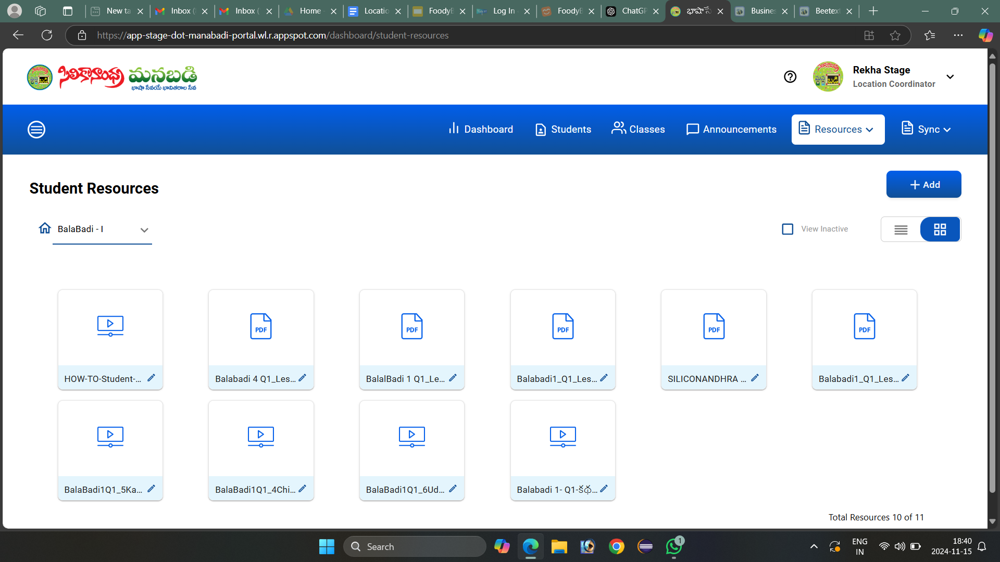 New ta
Inbox (
Inbox (
Home -
Locatio
FoodyB
Log In
FoodyB
ChatGP
భాషాసే
Busines
Beetext
https://app-stage-dot-manabadi-portal.wl.r.appspot.com/dashboard/student-resources
సిలికానాంధ్ర మనబడి
భాషా సేవయే భావితరాల సేవ
Rekha Stage
Location Coordinator
Dashboard
Students
Classes
Announcements
Resources
Sync
Student Resources
+ Add
BalaBadi - I
View Inactive
PDF
PDF
PDF
PDF
PDF
HOW-TO-Student-...
Balabadi 4 Q1_Les...
BalalBadi 1 Q1_Le...
Balabadi1_Q1_Les...
SILICONANDHRA ...
Balabadi1_Q1_Les...
BalaBadi1Q1_5Ka...
BalaBadi1Q1_4Chi...
BalaBadi1Q1_6Ud...
Balabadi 1- Q1-కథ...
Total Resources 10 of 11
Search
1
ENG
IN
18:40
2024-11-15